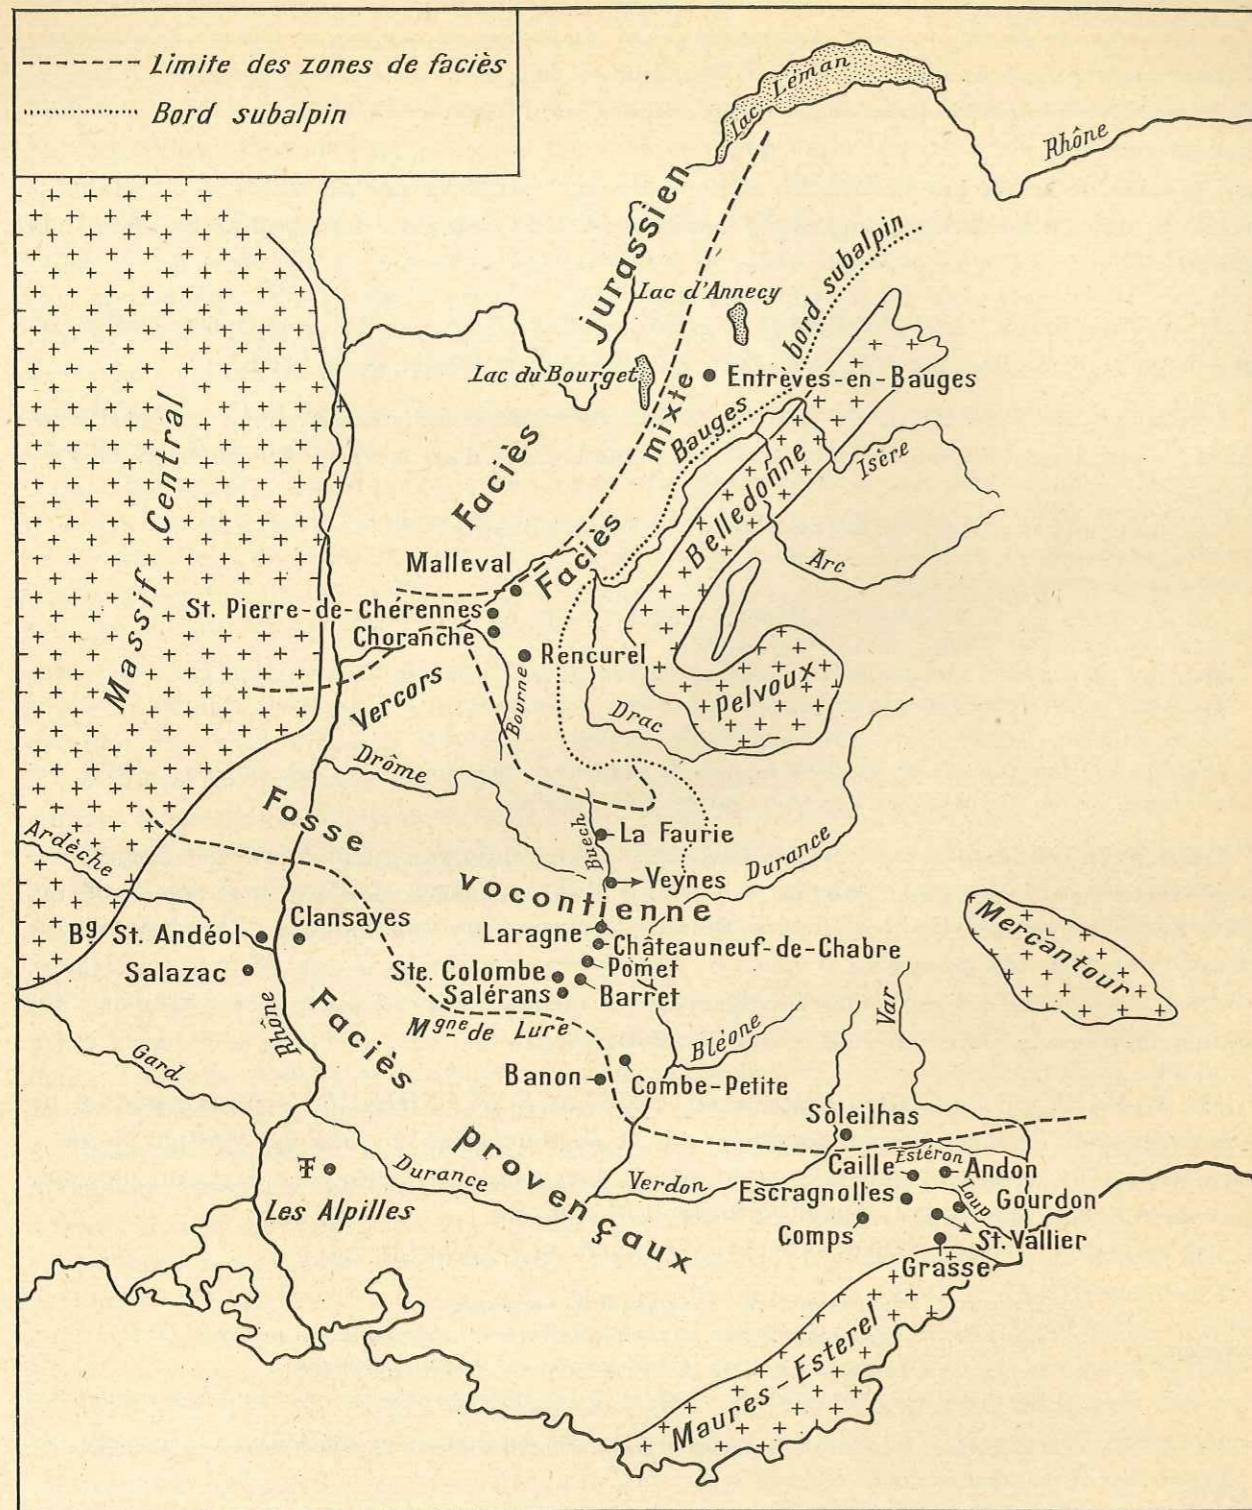 Limite des zones de faciès
Bord subalpin
Lac Léman
Rhône
Faciès jurassien
bord subalpin
Lac d'Annecy
Lac du Bourget
Entrèves-en-Bauges
Faciès mixte
Bauges
Massif Central
Belledonne
Isère
Arc
Malleval
St. Pierre-de-Chérennes
Choranche
Rencurel
Vercors
Bourne
Drac
Pelvoux
Drôme
Fosse vocontienne
Ardèche
Buech
La Faurie
Durance
Veynes
Bg St. Andéol
Clansayes
Laragne
Châteauneuf-de-Chabre
Mercantour
Salazac
Ste. Colombe
Pomet
Salérans
Barret
Rhône
Faciès provençaux
Mgne de Lure
Var
Gard
Bléone
Banon
Combe-Petite
Soleilhas
Estéron
Caille
Andon
Durance
Verdon
Escragnolles
Loup
Gourdon
Les Alpilles
Comps
St. Vallier
Grasse
Maures-Esterel